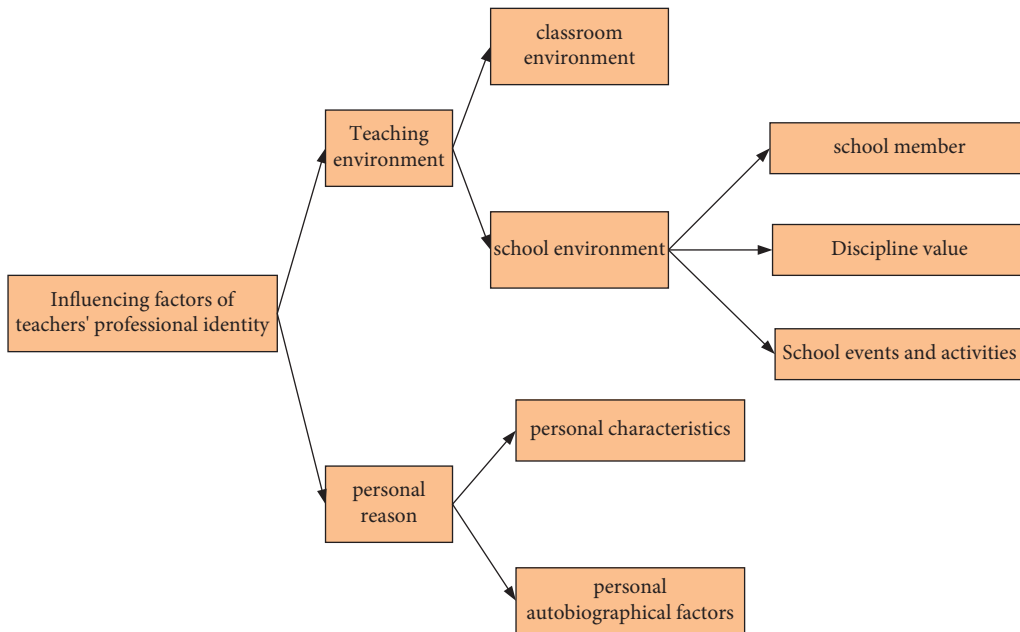 classroom
environment
Teaching
environment
school member
school environment
Discipline value
Influencing factors of
teachers' professional identity
School events and activities
personal characteristics
personal
reason
personal
autobiographical factors